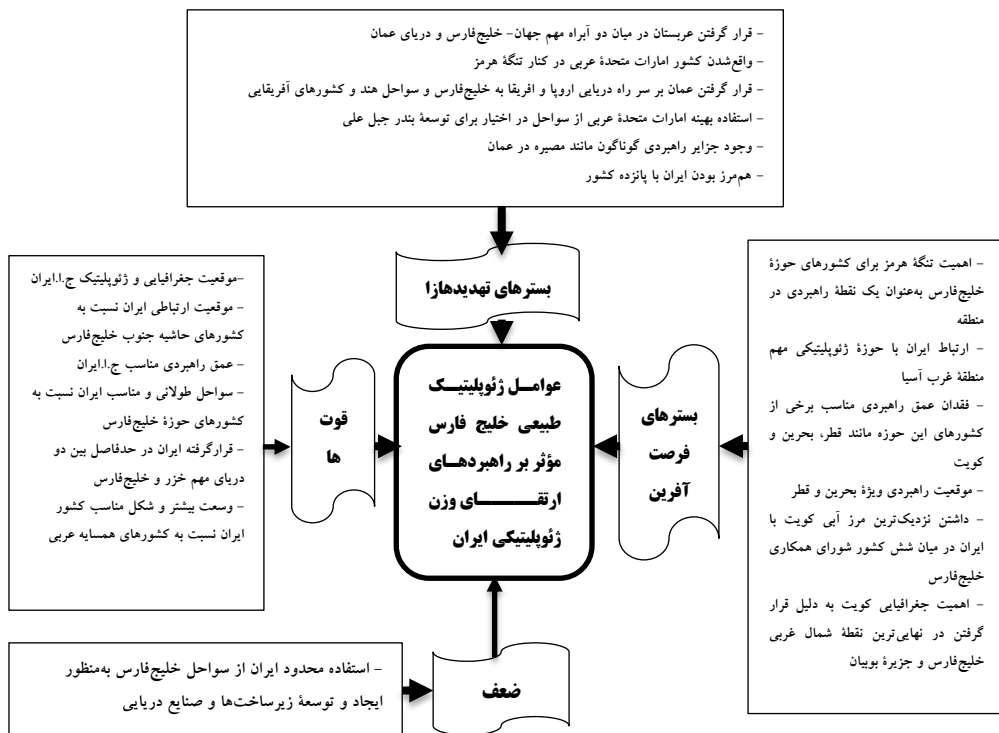 - قرار گرفتن عربستان در میان دو آبراه مهم جهان- خلیج‌فارس و دریای عمان
- واقع‌شدن کشور امارات متحدهٔ عربی در کنار تنگهٔ هرمز
- قرار گرفتن عمان بر سر راه دریایی اروپا و افریقا به خلیج‌فارس و سواحل هند و کشورهای آفریقایی
- استفاده بهینه امارات متحدهٔ عربی از سواحل در اختیار برای توسعهٔ بندر جبل علی
- وجود جزایر راهبردی گوناگون مانند مصیره در عمان
- هم‌مرز بودن ایران با پانزده کشور
بسترهای تهدیدهازا
- اهمیت تنگهٔ هرمز برای کشورهای حوزهٔ
خلیج‌فارس به‌عنوان یک نقطهٔ راهبردی در
منطقه
- ارتباط ایران با حوزهٔ ژئوپلیتیکی مهم
منطقهٔ غرب آسیا
- فقدان عمق راهبردی مناسب برخی از
کشورهای این حوزه مانند قطر، بحرین و
کویت
- موقعیت راهبردی ویژهٔ بحرین و قطر
- داشتن نزدیک‌ترین مرز آبی کویت با
ایران در میان شش کشور شورای همکاری
خلیج‌فارس
- اهمیت جغرافیایی کویت به دلیل قرار
گرفتن در نهایی‌ترین نقطهٔ شمال غربی
خلیج‌فارس و جزیرهٔ بوبیان
بسترهای
فرصت
آفرین
عوامـل ژئوپلیتیـک
طبیعی خلیج فارس
مؤثر بر راهبردهـای
ارتقـــــای وزن
ژئوپلیتیکی ایران
قوت
ها
-موقعیت جغرافیایی و ژئوپلیتیک ج.ا.ایران
- موقعیت ارتباطی ایران نسبت به
کشورهای حاشیه جنوب خلیج‌فارس
- عمق راهبردی مناسب ج.ا.ایران
- سواحل طولانی و مناسب ایران نسبت به
کشورهای حوزهٔ خلیج‌فارس
- قرارگرفته ایران در حدفاصل بین دو
دریای مهم خزر و خلیج‌فارس
- وسعت بیشتر و شکل مناسب کشور
ایران نسبت به کشورهای همسایه عربی
ضعف
- استفاده محدود ایران از سواحل خلیج‌فارس به‌منظور
ایجاد و توسعهٔ زیرساخت‌ها و صنایع دریایی